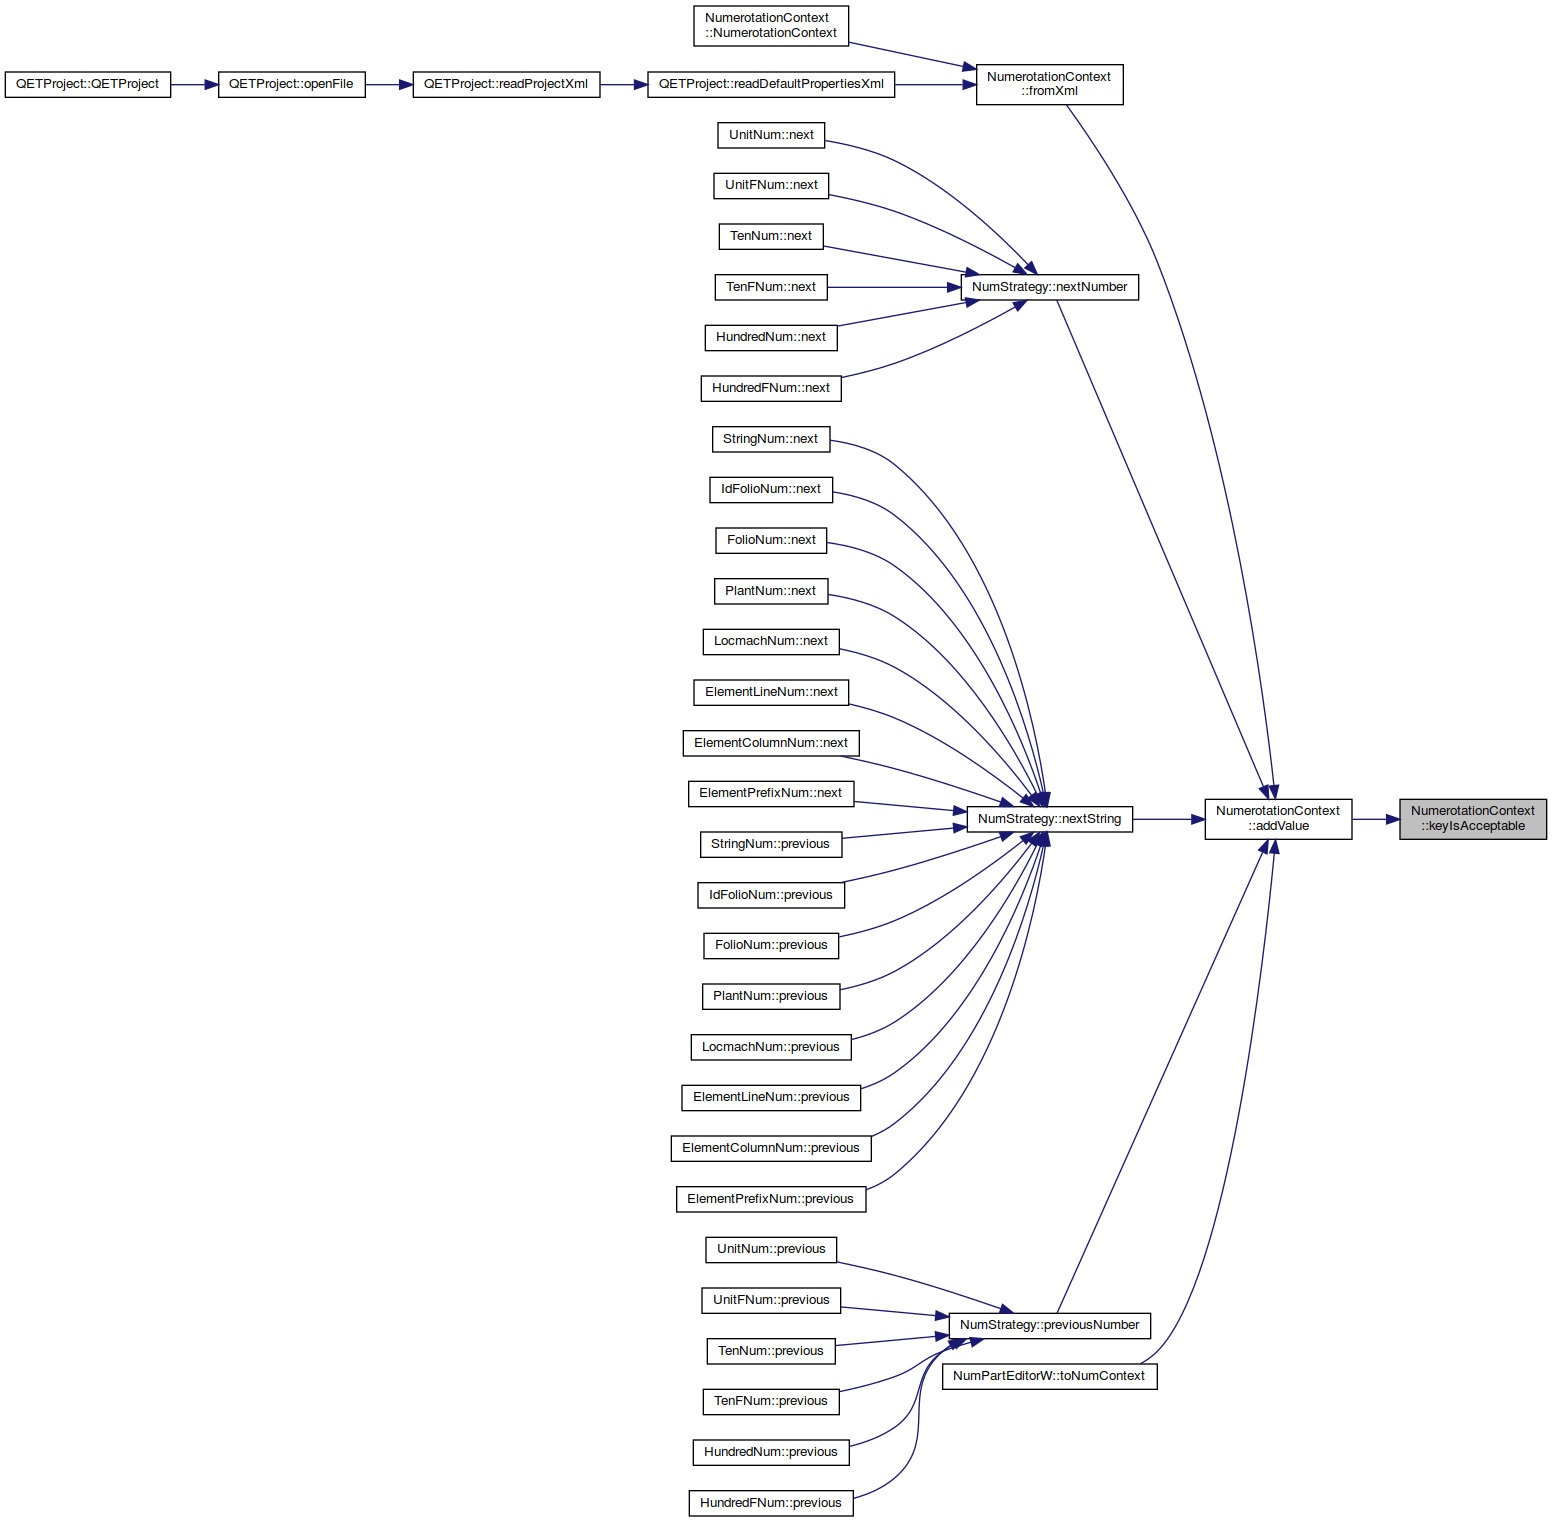 NumerotationContext
::NumerotationContext
QETProject::QETProject
QETProject::openFile
QETProject::readProjectXml
QETProject::readDefaultPropertiesXml
NumerotationContext
::fromXml
UnitNum::next
UnitFNum::next
TenNum::next
TenFNum::next
NumStrategy::nextNumber
HundredNum::next
HundredFNum::next
StringNum::next
IdFolioNum::next
FolioNum::next
PlantNum::next
LocmachNum::next
ElementLineNum::next
ElementColumnNum::next
ElementPrefixNum::next
NumStrategy::nextString
NumerotationContext
::addValue
NumerotationContext
::keyIsAcceptable
StringNum::previous
IdFolioNum::previous
FolioNum::previous
PlantNum::previous
LocmachNum::previous
ElementLineNum::previous
ElementColumnNum::previous
ElementPrefixNum::previous
UnitNum::previous
UnitFNum::previous
NumStrategy::previousNumber
TenNum::previous
NumPartEditorW::toNumContext
TenFNum::previous
HundredNum::previous
HundredFNum::previous